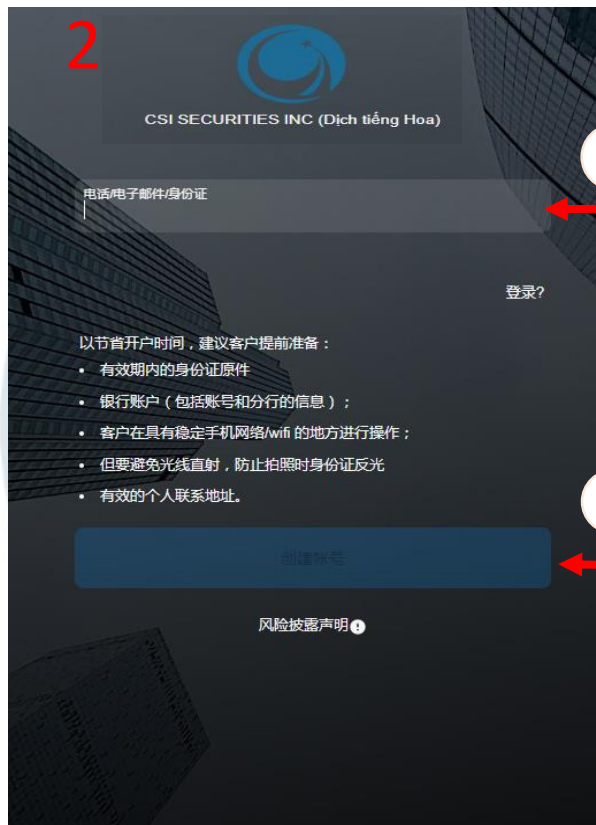 2
CSI SECURITIES INC (Dịch tiếng Hoa)
电话/电子邮件/身份证
登录?
以节省开户时间，建议客户提前准备：
• 有效期内的身份证原件
• 银行账户（包括账号和分行的信息）；
• 客户在具有稳定手机网络/wifi 的地方进行操作；
• 但要避免光线直射，防止拍照时身份证反光
• 有效的个人联系地址。
创建帐号
风险披露声明